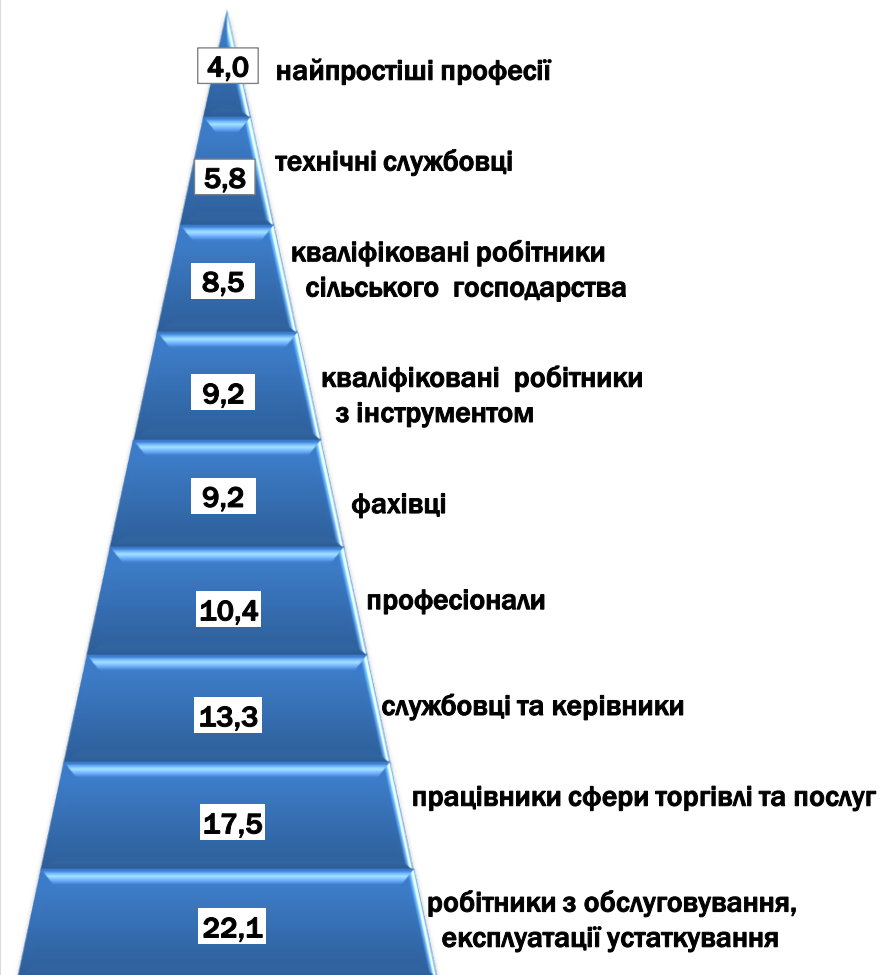 4,0 найпростіші професії
5,8 технічні службовці
кваліфіковані робітники
8,5 сільського господарства
кваліфіковані робітники
9,2 з інструментом
9,2 фахівці
10,4 професіонали
13,3 службовці та керівники
17,5 працівники сфери торгівлі та послуг
робітники з обслуговування,
22,1 експлуатації устаткування